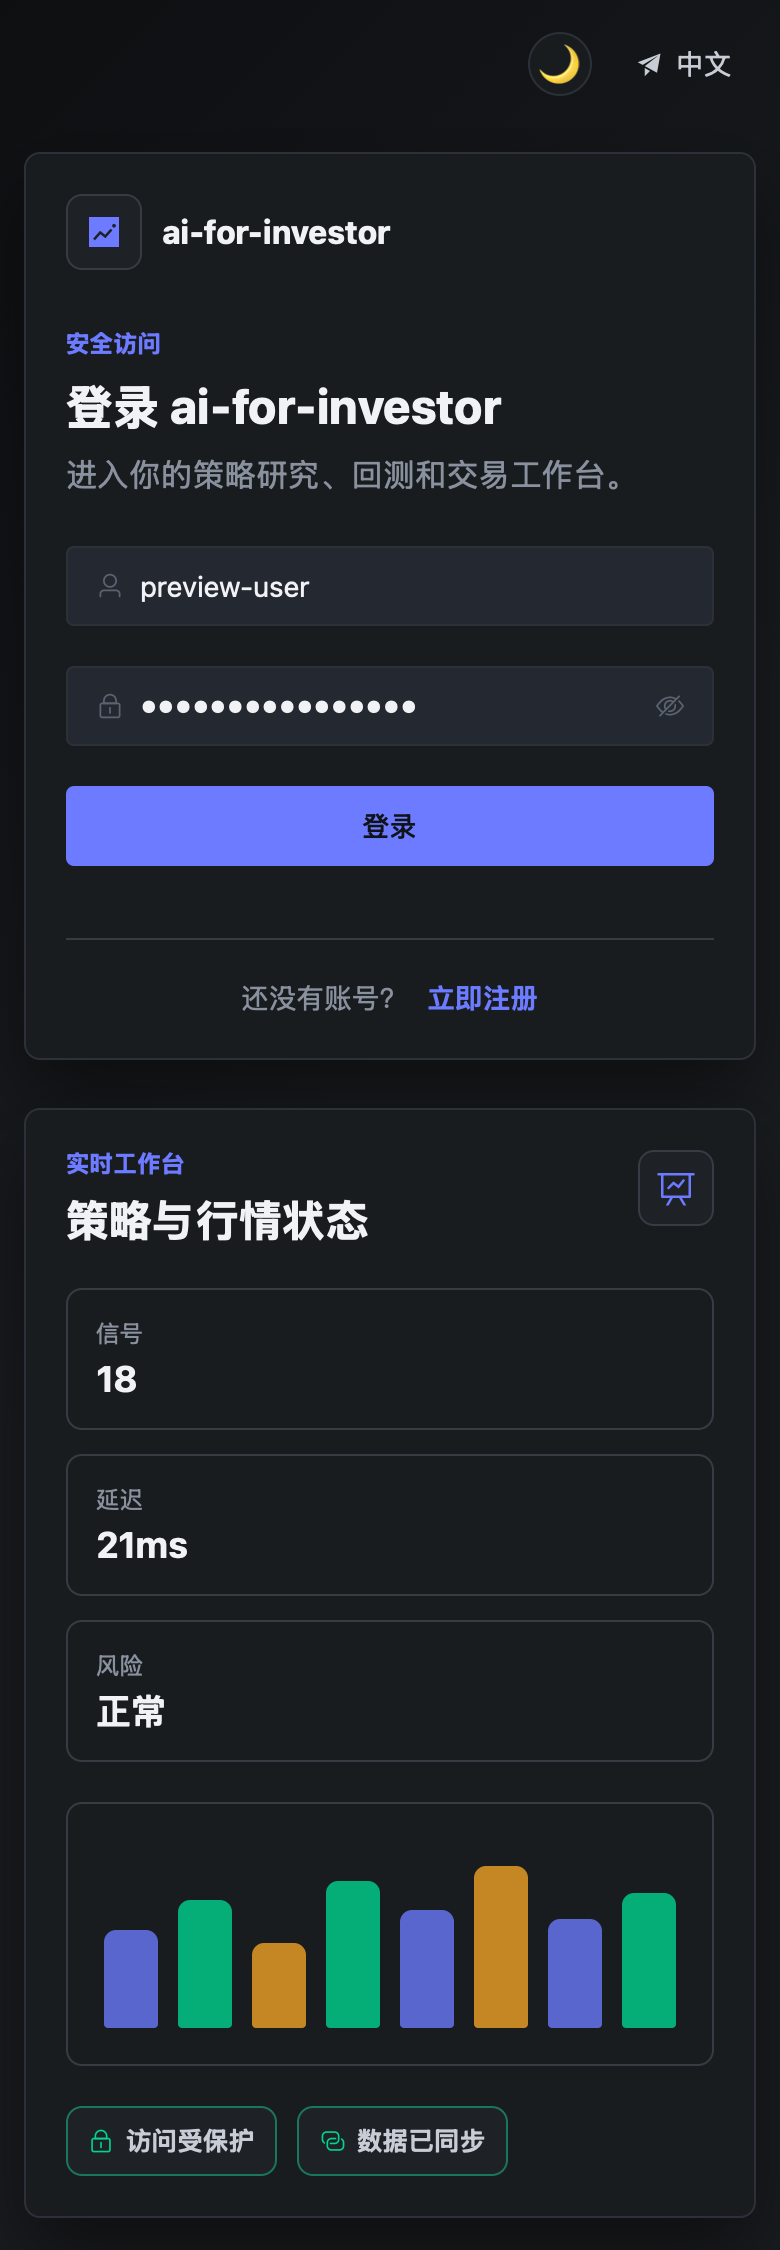 中文
ai-for-investor
安全访问
登录 ai-for-investor
进入你的策略研究、回测和交易工作台。
preview-user
●●●●●●●●●●●●●●●●
登录
还没有账号? 立即注册
实时工作台
策略与行情状态
信号
18
延迟
21ms
风险
正常
访问受保护 数据已同步